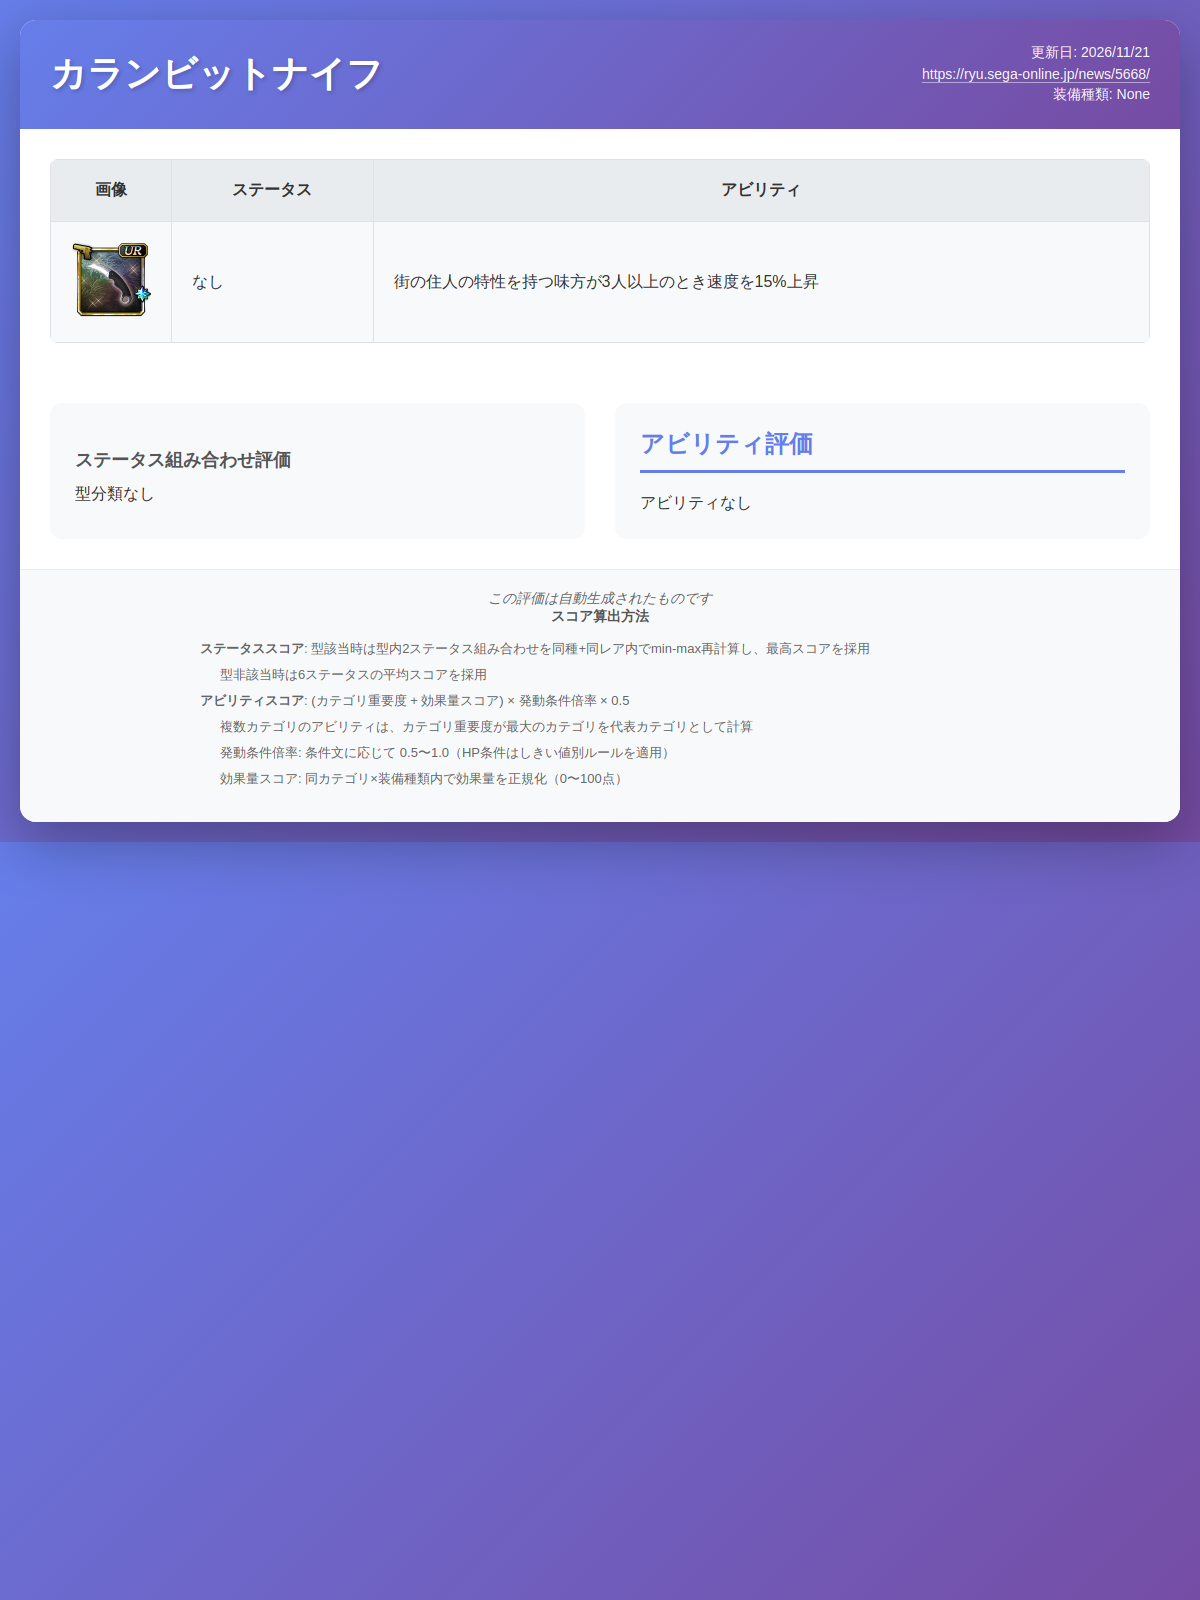 カランビットナイフ
更新日: 2026/11/21
https://ryu.sega-online.jp/news/5668/
装備種類: None
画像 ステータス アビリティ
UR
なし 街の住人の特性を持つ味方が3人以上のとき速度を15%上昇
ステータス組み合わせ評価
型分類なし
アビリティ評価
アビリティなし
この評価は自動生成されたものです
スコア算出方法
ステータススコア: 型該当時は型内2ステータス組み合わせを同種+同レア内でmin-max再計算し、最高スコアを採用
型非該当時は6ステータスの平均スコアを採用
アビリティスコア: (カテゴリ重要度 + 効果量スコア) × 発動条件倍率 × 0.5
複数カテゴリのアビリティは、カテゴリ重要度が最大のカテゴリを代表カテゴリとして計算
発動条件倍率: 条件文に応じて 0.5〜1.0（HP条件はしきい値別ルールを適用）
効果量スコア: 同カテゴリ×装備種類内で効果量を正規化（0〜100点）